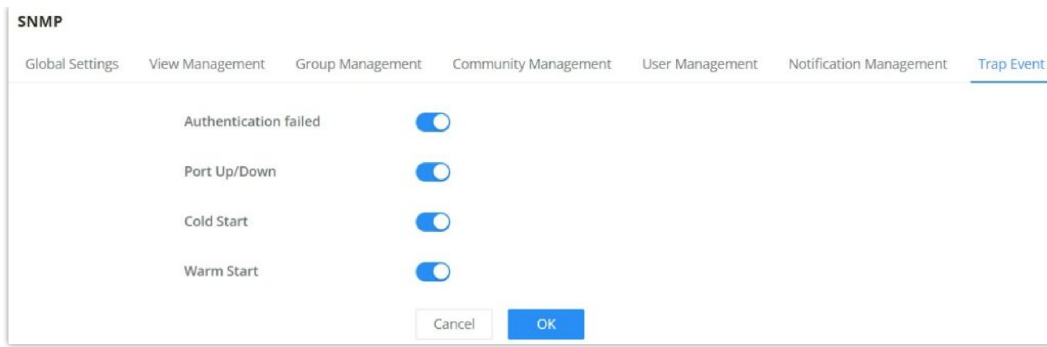 SNMP
Global Settings View Management Group Management Community Management User Management Notification Management Trap Event
Authentication failed
Port Up/Down
Cold Start
Warm Start
Cancel OK